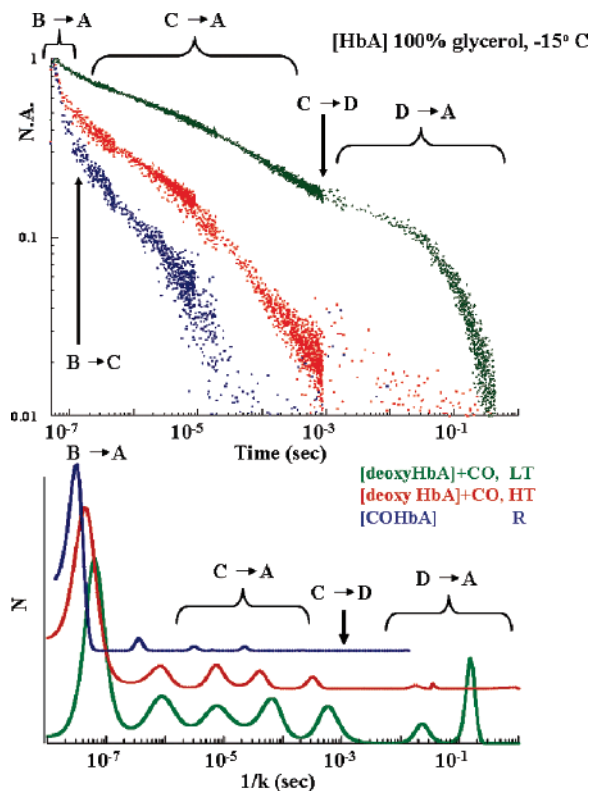 B → A
C → A
[HbA] 100% glycerol, -15° C
C → D
D → A
1
N.A.
0.1
B → C
0.01
10-7
10-5
10-3
10-1
Time (sec)
B → A
[deoxyHbA]+CO, LT
[deoxy HbA]+CO, HT
[COHbA] R
C → A
C → D
D → A
N
10-7
10-5
10-3
10-1
1/k (sec)